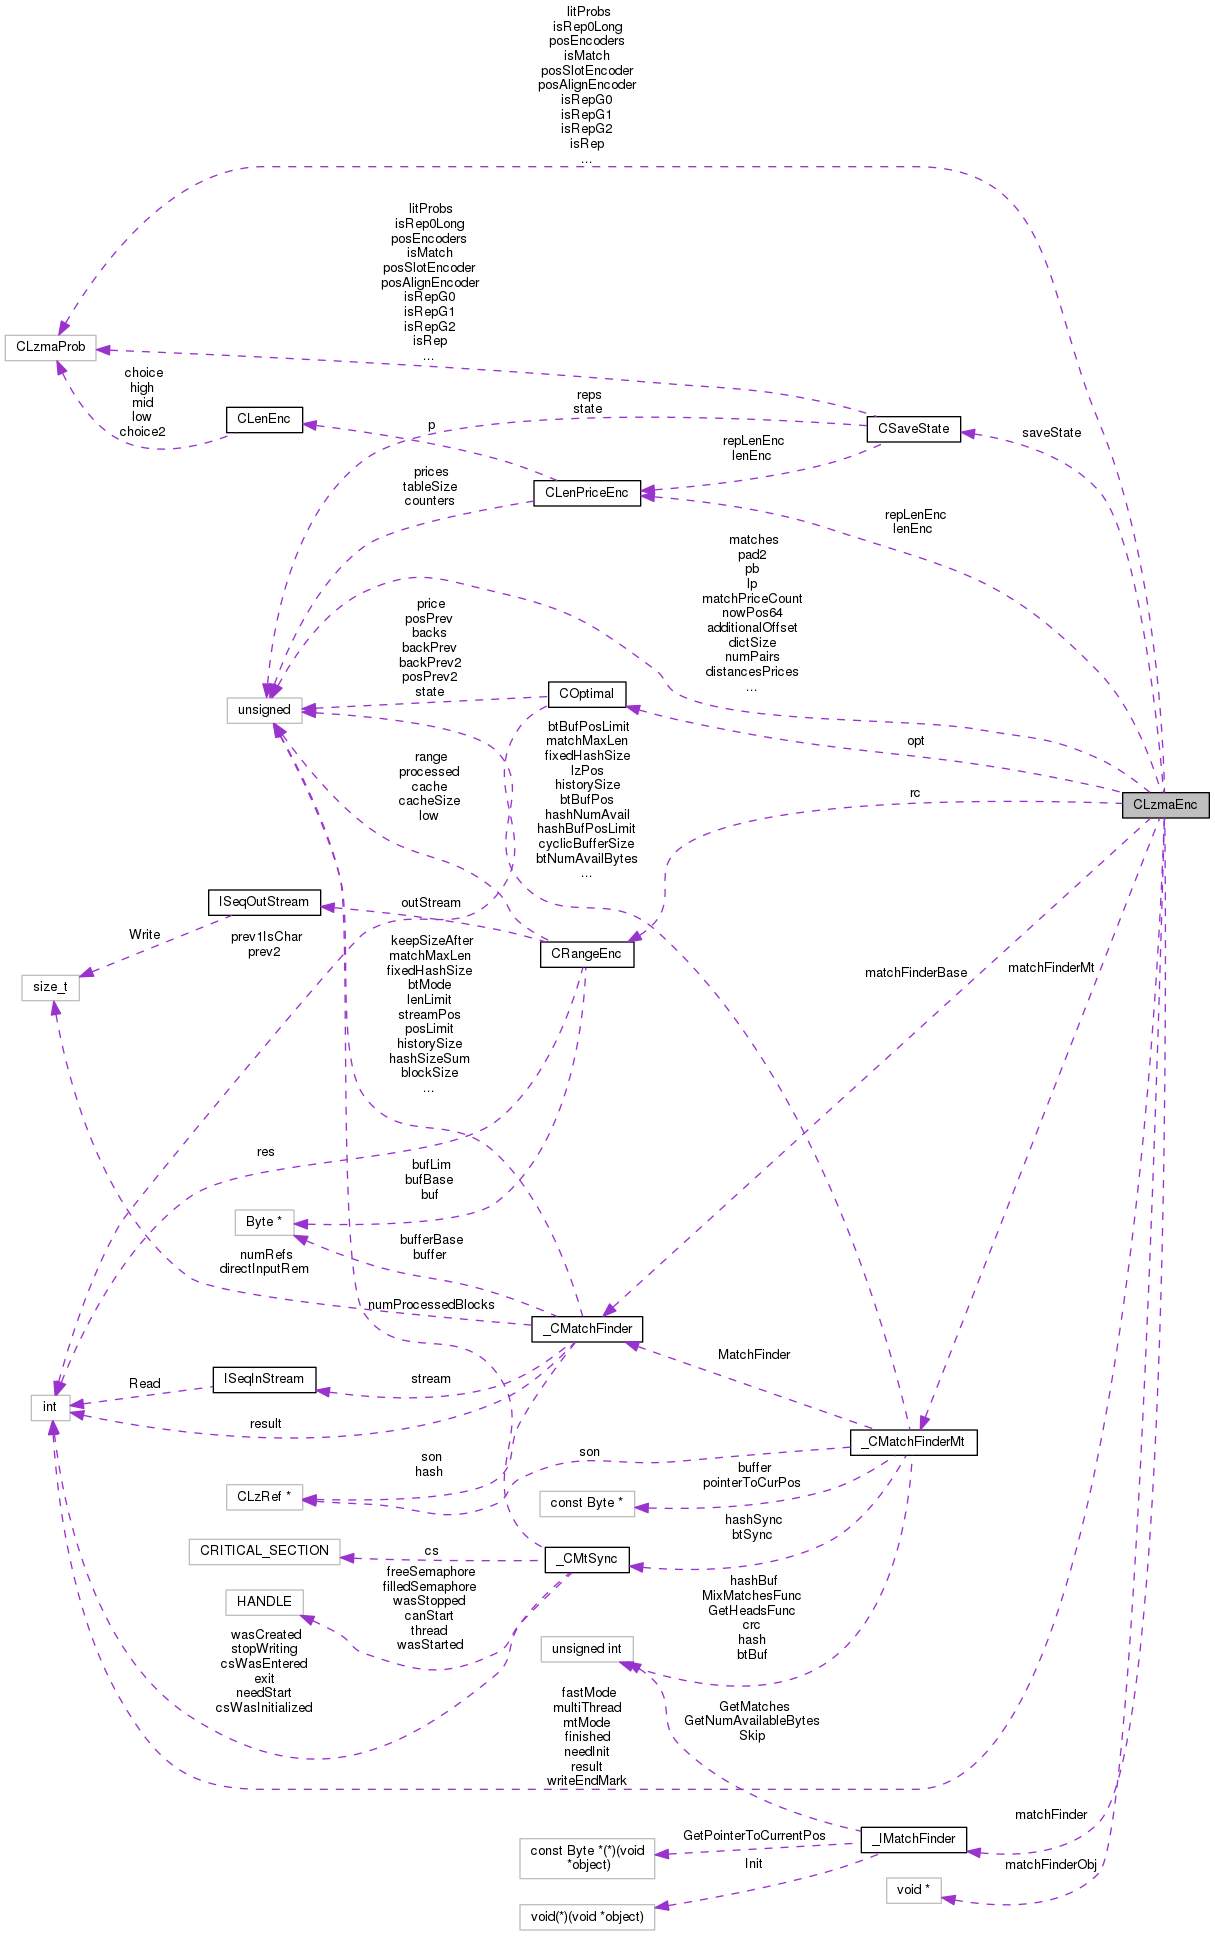 litProbs
isRep0Long
posEncoders
isMatch
posSlotEncoder
posAlignEncoder
isRepG0
isRepG1
isRepG2
isRep
...
litProbs
isRep0Long
posEncoders
isMatch
posSlotEncoder
posAlignEncoder
isRepG0
isRepG1
isRepG2
isRep
...
CLzmaProb
choice
high
mid
low
choice2
CLenEnc
reps
state
p
CSaveState
saveState
repLenEnc
lenEnc
prices
tableSize
counters
CLenPriceEnc
repLenEnc
lenEnc
matches
pad2
pb
lp
matchPriceCount
nowPos64
additionalOffset
dictSize
numPairs
distancesPrices
...
price
posPrev
backs
backPrev
backPrev2
posPrev2
state
COptimal
unsigned
opt
btBufPosLimit
matchMaxLen
fixedHashSize
lzPos
historySize
btBufPos
hashNumAvail
hashBufPosLimit
cyclicBufferSize
btNumAvailBytes
...
range
processed
cache
cacheSize
low
rc
CLzmaEnc
ISeqOutStream
outStream
Write
prev1IsChar
prev2
CRangeEnc
size_t
keepSizeAfter
matchMaxLen
fixedHashSize
btMode
lenLimit
streamPos
posLimit
historySize
hashSizeSum
blockSize
...
matchFinderBase
matchFinderMt
res
bufLim
bufBase
buf
Byte *
bufferBase
buffer
numRefs
directInputRem
numProcessedBlocks
_CMatchFinder
MatchFinder
ISeqInStream
stream
Read
int
result
_CMatchFinderMt
son
hash
son
CLzRef *
buffer
pointerToCurPos
const Byte *
hashSync
btSync
CRITICAL_SECTION
cs
_CMtSync
freeSemaphore
filledSemaphore
wasStopped
canStart
thread
wasStarted
HANDLE
hashBuf
MixMatchesFunc
GetHeadsFunc
crc
hash
btBuf
wasCreated
stopWriting
csWasEntered
exit
needStart
csWasInitialized
unsigned int
fastMode
multiThread
mtMode
finished
needInit
result
writeEndMark
GetMatches
GetNumAvailableBytes
Skip
matchFinder
_IMatchFinder
GetPointerToCurrentPos
const Byte *(*)(void
*object)
Init
matchFinderObj
void *
void(*)(void *object)